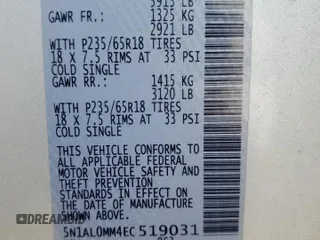 5915 LB
GAWR FR.: 1325 KG
2921 LB
WITH P235/65R18 TIRES
18 X 7.5 RIMS AT 33 PSI
COLD SINGLE
GAWR RR.: 1415 KG
3120 LB
WITH P235/65R18 TIRES
18 X 7.5 RIMS AT 33 PSI
COLD SINGLE
THIS VEHICLE CONFORMS TO
ALL APPLICABLE FEDERAL
MOTOR VEHICLE SAFETY AND
THEFT PREVENTION
STANDARDS IN EFFECT ON
THE DATE OF MANUFACTURE
SHOWN ABOVE.
5N1AL0MM4EC519031